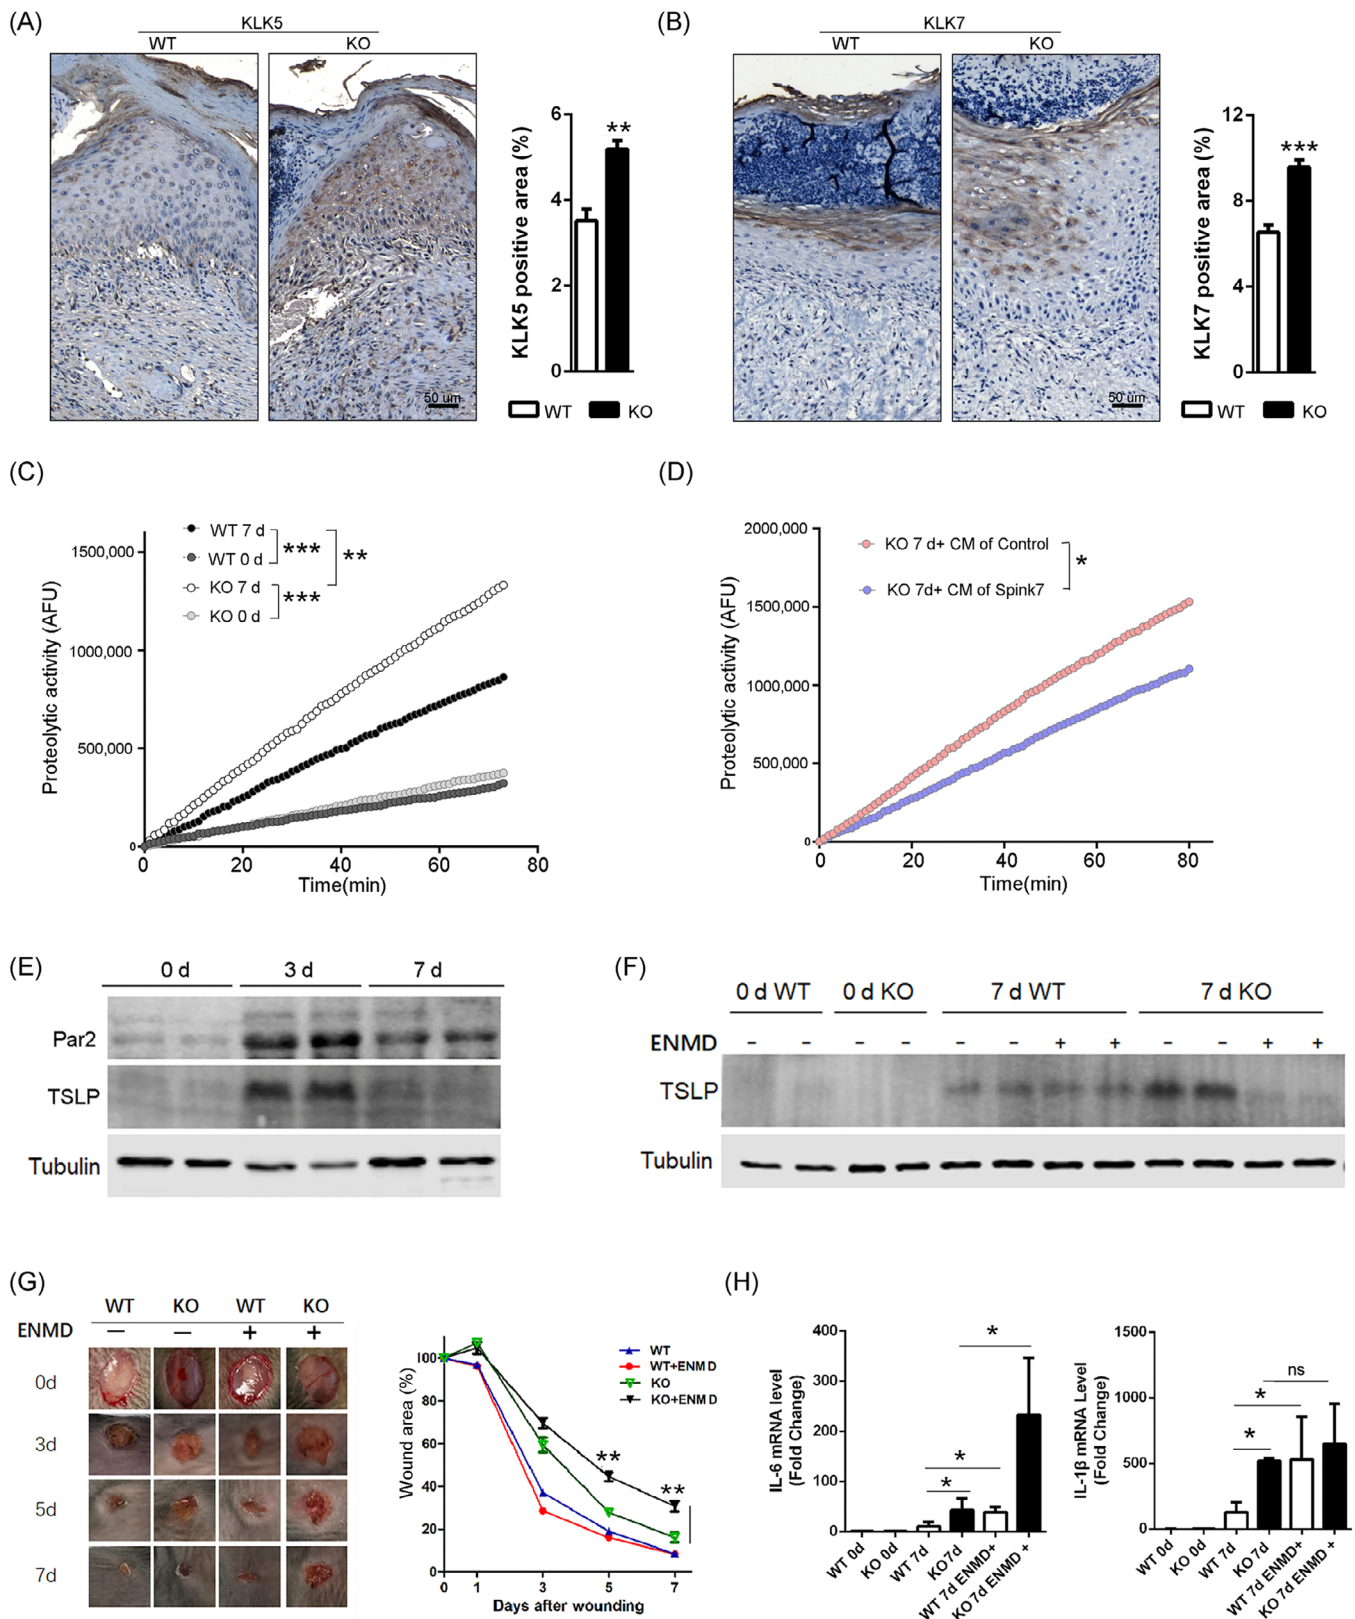 (A)
KLK5
WT KO
KLK5 positive area (%)
6
4
2
0
**
50 um
WT KO
(B)
KLK7
WT KO
KLK7 positive area (%)
12
8
4
0
***
50 um
WT KO
(C)
Proteolytic activity (AFU)
1500,000
1000,000
500,000
0
WT 7 d
WT 0 d
KO 7 d
KO 0 d
***
**
***
0 20 40 60 80
Time(min)
(D)
Proteolytic activity (AFU)
2000,000
1500,000
1000,000
500,000
0
KO 7 d+ CM of Control
KO 7d+ CM of Spink7
*
0 20 40 60 80
Time(min)
(E)
0 d 3 d 7 d
Par2
TSLP
Tubulin
(F)
0 d WT 0 d KO 7 d WT 7 d KO
ENMD - - - - - - + + - - + +
TSLP
Tubulin
(G)
WT KO WT KO
ENMD — — + +
0d
3d
5d
7d
Wound area (%)
100
80
60
40
20
0
WT
WT+ENMD
KO
KO+ENMD
**
**
0 1 3 5 7
Days after wounding
(H)
IL-6 mRNA level
(Fold Change)
400
300
200
100
0
*
*
*
WT 0d
KO 0d
WT 7d
KO 7d
WT 7d ENMD+
KO 7d ENMD +
IL-1β mRNA Level
(Fold Change)
1500
1000
500
0
ns
*
*
WT 0d
KO 0d
WT 7d
KO 7d
WT 7d ENMD+
KO 7d ENMD +